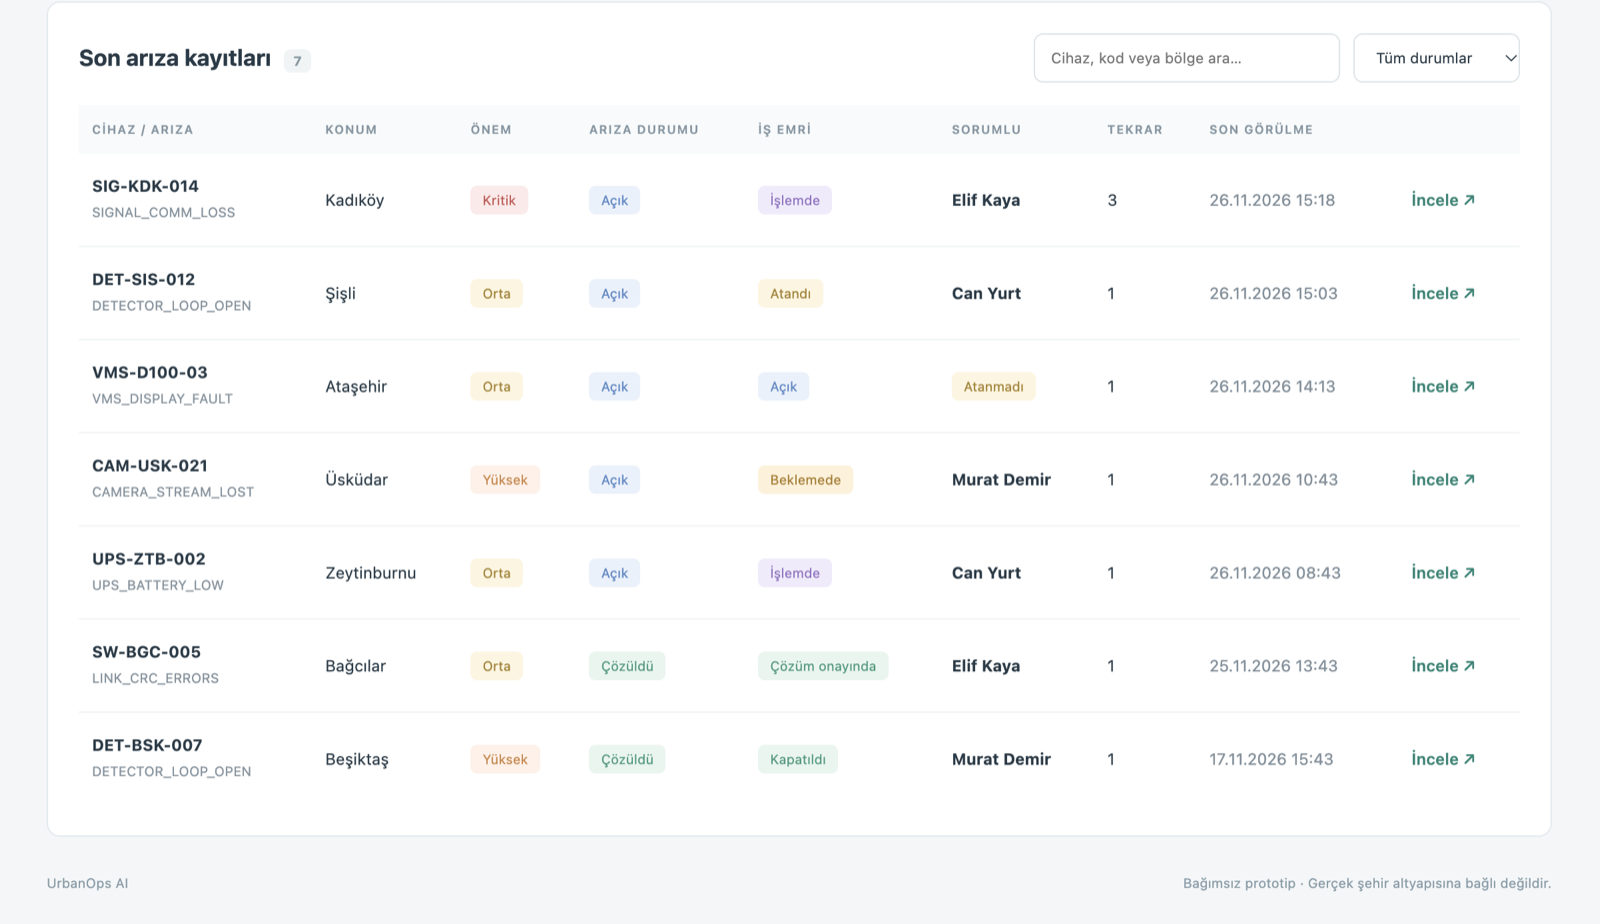 Son arıza kayıtları 7
Cihaz, kod veya bölge ara... Tüm durumlar
CİHAZ / ARIZA KONUM ÖNEM ARIZA DURUMU İŞ EMRİ SORUMLU TEKRAR SON GÖRÜLME
SIG-KDK-014
SIGNAL_COMM_LOSS
Kadıköy Kritik Açık İşlemde Elif Kaya 3 26.11.2026 15:18 İncele ↗
DET-SIS-012
DETECTOR_LOOP_OPEN
Şişli Orta Açık Atandı Can Yurt 1 26.11.2026 15:03 İncele ↗
VMS-D100-03
VMS_DISPLAY_FAULT
Ataşehir Orta Açık Açık Atanmadı 1 26.11.2026 14:13 İncele ↗
CAM-USK-021
CAMERA_STREAM_LOST
Üsküdar Yüksek Açık Beklemede Murat Demir 1 26.11.2026 10:43 İncele ↗
UPS-ZTB-002
UPS_BATTERY_LOW
Zeytinburnu Orta Açık İşlemde Can Yurt 1 26.11.2026 08:43 İncele ↗
SW-BGC-005
LINK_CRC_ERRORS
Bağcılar Orta Çözüldü Çözüm onayında Elif Kaya 1 25.11.2026 13:43 İncele ↗
DET-BSK-007
DETECTOR_LOOP_OPEN
Beşiktaş Yüksek Çözüldü Kapatıldı Murat Demir 1 17.11.2026 15:43 İncele ↗
UrbanOps AI Bağımsız prototip · Gerçek şehir altyapısına bağlı değildir.